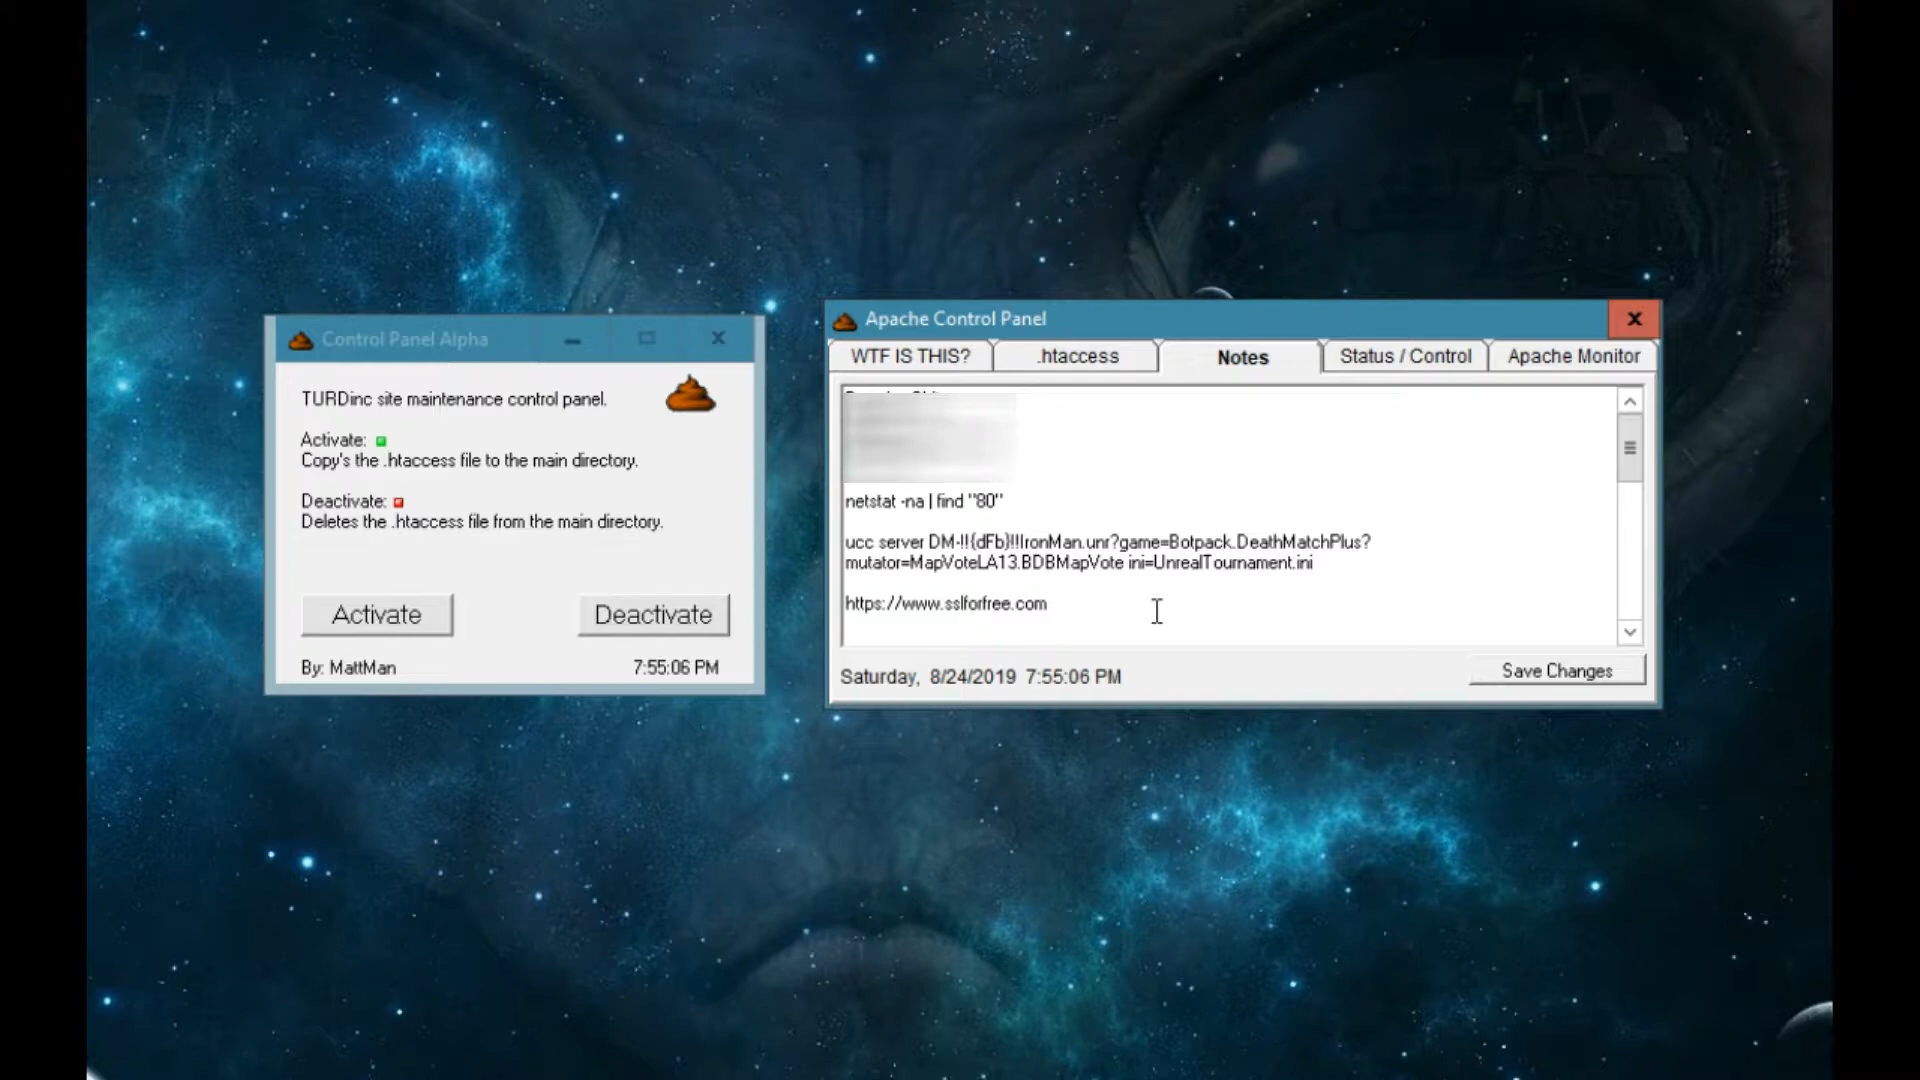 Control Panel Alpha
TURDinc site maintenance control panel.
Activate:
Copy's the .htaccess file to the main directory.
Deactivate:
Deletes the .htaccess file from the main directory.
Activate
Deactivate
By: MattMan
7:55:06 PM
Apache Control Panel
WTF IS THIS?
.htaccess
Notes
Status / Control
Apache Monitor
netstat -na | find "80"
ucc server DM-!!{dFb}!!IronMan.unr?game=Botpack.DeathMatchPlus?
mutator=MapVoteLA13.BDBMapVote ini=UnrealTournament.ini
https://www.sslforfree.com
Saturday, 8/24/2019 7:55:06 PM
Save Changes